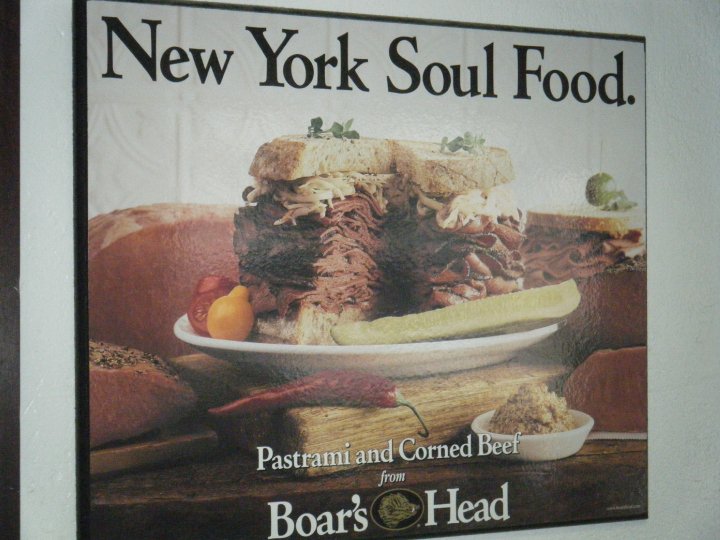 New York Soul Food.
Pastrami and Corned Beef
from
Boar's Head